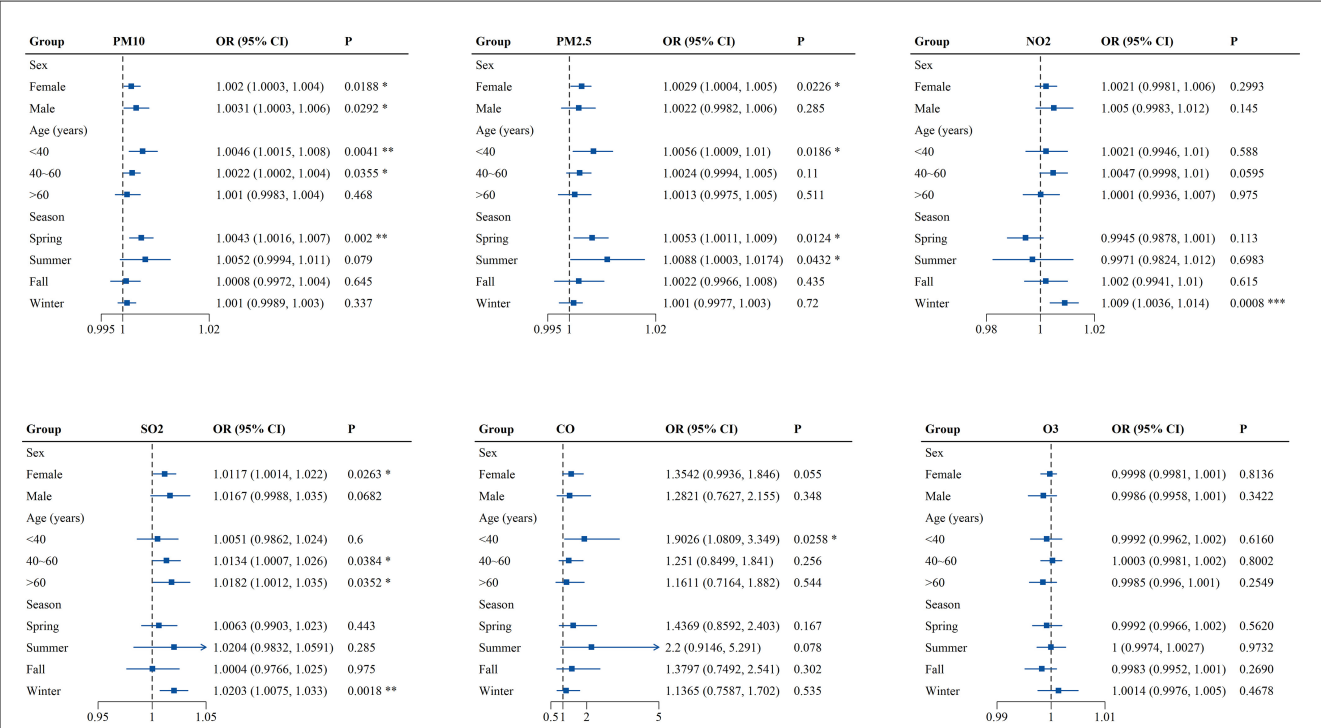 Group PM10 OR (95% CI) P
Sex
Female 1.002 (1.0003, 1.004) 0.0188 *
Male 1.0031 (1.0003, 1.006) 0.0292 *
Age (years)
<40 1.0046 (1.0015, 1.008) 0.0041 **
40~60 1.0022 (1.0002, 1.004) 0.0355 *
>60 1.001 (0.9983, 1.004) 0.468
Season
Spring 1.0043 (1.0016, 1.007) 0.002 **
Summer 1.0052 (0.9994, 1.011) 0.079
Fall 1.0008 (0.9972, 1.004) 0.645
Winter 1.001 (0.9989, 1.003) 0.337
0.995 1 1.02
Group PM2.5 OR (95% CI) P
Sex
Female 1.0029 (1.0004, 1.005) 0.0226 *
Male 1.0022 (0.9982, 1.006) 0.285
Age (years)
<40 1.0056 (1.0009, 1.01) 0.0186 *
40~60 1.0024 (0.9994, 1.005) 0.11
>60 1.0013 (0.9975, 1.005) 0.511
Season
Spring 1.0053 (1.0011, 1.009) 0.0124 *
Summer 1.0088 (1.0003, 1.0174) 0.0432 *
Fall 1.0022 (0.9966, 1.008) 0.435
Winter 1.001 (0.9977, 1.003) 0.72
0.995 1 1.02
Group NO2 OR (95% CI) P
Sex
Female 1.0021 (0.9981, 1.006) 0.2993
Male 1.005 (0.9983, 1.012) 0.145
Age (years)
<40 1.0021 (0.9946, 1.01) 0.588
40~60 1.0047 (0.9998, 1.01) 0.0595
>60 1.0001 (0.9936, 1.007) 0.975
Season
Spring 0.9945 (0.9878, 1.001) 0.113
Summer 0.9971 (0.9824, 1.012) 0.6983
Fall 1.002 (0.9941, 1.01) 0.615
Winter 1.009 (1.0036, 1.014) 0.0008 ***
0.98 1 1.02
Group SO2 OR (95% CI) P
Sex
Female 1.0117 (1.0014, 1.022) 0.0263 *
Male 1.0167 (0.9988, 1.035) 0.0682
Age (years)
<40 1.0051 (0.9862, 1.024) 0.6
40~60 1.0134 (1.0007, 1.026) 0.0384 *
>60 1.0182 (1.0012, 1.035) 0.0352 *
Season
Spring 1.0063 (0.9903, 1.023) 0.443
Summer 1.0204 (0.9832, 1.0591) 0.285
Fall 1.0004 (0.9766, 1.025) 0.975
Winter 1.0203 (1.0075, 1.033) 0.0018 **
0.95 1 1.05
Group CO OR (95% CI) P
Sex
Female 1.3542 (0.9936, 1.846) 0.055
Male 1.2821 (0.7627, 2.155) 0.348
Age (years)
<40 1.9026 (1.0809, 3.349) 0.0258 *
40~60 1.251 (0.8499, 1.841) 0.256
>60 1.1611 (0.7164, 1.882) 0.544
Season
Spring 1.4369 (0.8592, 2.403) 0.167
Summer 2.2 (0.9146, 5.291) 0.078
Fall 1.3797 (0.7492, 2.541) 0.302
Winter 1.1365 (0.7587, 1.702) 0.535
0.5 1 2 5
Group O3 OR (95% CI) P
Sex
Female 0.9998 (0.9981, 1.001) 0.8136
Male 0.9986 (0.9958, 1.001) 0.3422
Age (years)
<40 0.9992 (0.9962, 1.002) 0.6160
40~60 1.0003 (0.9981, 1.002) 0.8002
>60 0.9985 (0.996, 1.001) 0.2549
Season
Spring 0.9992 (0.9966, 1.002) 0.5620
Summer 1 (0.9974, 1.0027) 0.9732
Fall 0.9983 (0.9952, 1.001) 0.2690
Winter 1.0014 (0.9976, 1.005) 0.4678
0.99 1 1.01